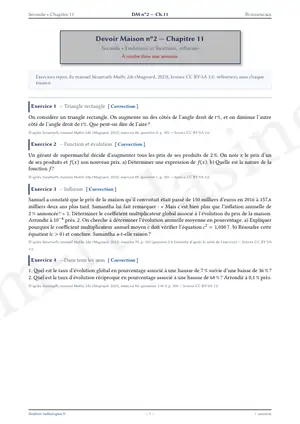 Seconde • Chapitre 11
DM n°2 — Ch.11
Devoir Maison n°2 — Chapitre 11
Seconde • Évolutions et
À rendre dans une semaine
Exercices repris du manuel Sésamath Maths 2de (Magnard, 2023), licence CC BY-SA 3.0; références sous chaque
Exercice 1 – Triangle rectangle [ Correction ]
On considère un triangle rectangle. On augmente un des côtés de l'angle droit de t %, et on diminue l'autre
côté de l'angle droit de t %. Que peut-on dire de l'aire ?
Exercice 2 – Fonction et évolution [ Correction ]
Un gérant de supermarché décide d'augmenter tous les prix de ses produits de 2 %. On note x le prix d'un
de ses produits et f(x) son nouveau prix. a) Déterminer une expression de f(x). b) Quelle est la nature de la
fonction f ?
Exercice 3 – Inflation [ Correction ]
Samuel a constaté que le prix de la maison qu'il convoitait était passé de 150 milliers d'euros en 2016 à 157,6
milliers deux ans plus tard. Samantha lui fait remarquer : « Mais c'est bien plus que l'inflation annuelle de
2 % annoncée ! » 1. Déterminer le coefficient multiplicateur global associé à l'évolution du prix de la maison.
Arrondir à 10⁻⁴ près. 2. On cherche à déterminer l'évolution annuelle moyenne en pourcentage. a) Expliquer
pourquoi le coefficient multiplicateur annuel moyen c doit vérifier l'équation c² = 1,050 7. b) Résoudre cette
équation (c > 0) et conclure. Samantha a-t-elle raison ?
Exercice 4 – Dans tous les sens [ Correction ]
1. Quel est le taux d'évolution global en pourcentage associé à une hausse de 7 % suivie d'une baisse de 36 % ?
2. Quel est le taux d'évolution réciproque en pourcentage associé à une hausse de 68 % ? Arrondir à 0,1 % près.
– 1 –